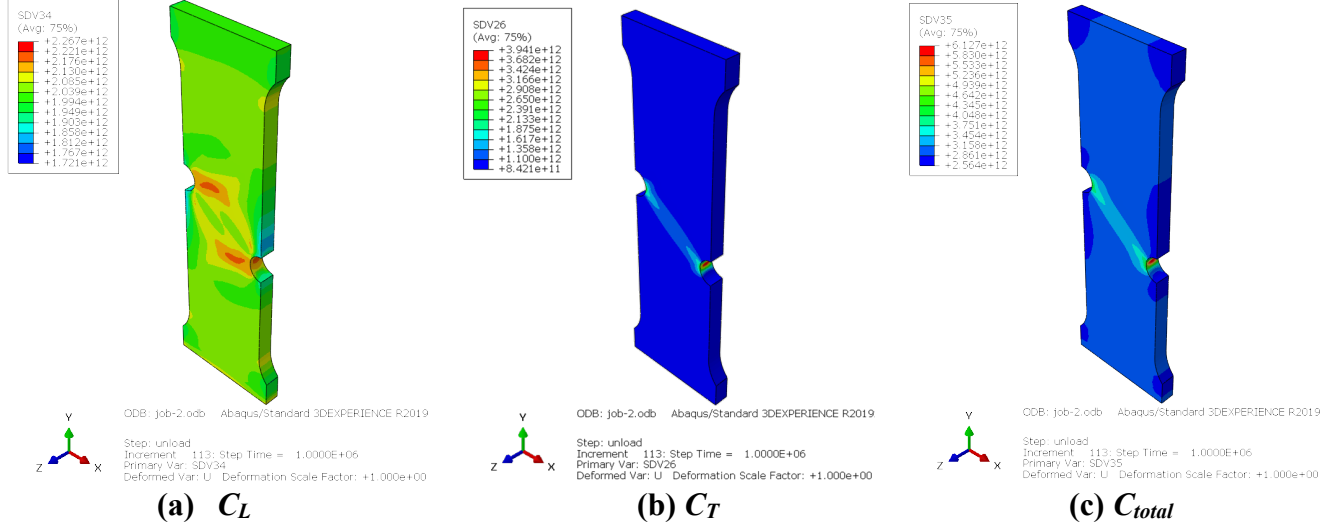 SDV34
(Avg: 75%)
+2.267e+12
+2.221e+12
+2.176e+12
+2.130e+12
+2.085e+12
+2.039e+12
+1.994e+12
+1.949e+12
+1.903e+12
+1.858e+12
+1.812e+12
+1.767e+12
+1.721e+12
Y
Z
X
ODB: job-2.odb Abaqus/Standard 3DEXPERIENCE R2019
Step: unload
Increment 113: Step Time = 1.0000E+06
Primary Var: SDV34
Deformed Var: U Deformation Scale Factor: +1.000e+00
(a) C_L
SDV26
(Avg: 75%)
+3.941e+12
+3.682e+12
+3.424e+12
+3.166e+12
+2.908e+12
+2.650e+12
+2.391e+12
+2.133e+12
+1.875e+12
+1.617e+12
+1.358e+12
+1.100e+12
+8.421e+11
Y
Z
X
ODB: job-2.odb Abaqus/Standard 3DEXPERIENCE R2019
Step: unload
Increment 113: Step Time = 1.0000E+06
Primary Var: SDV26
Deformed Var: U Deformation Scale Factor: +1.000e+00
(b) C_T
SDV35
(Avg: 75%)
+6.127e+12
+5.830e+12
+5.533e+12
+5.236e+12
+4.939e+12
+4.642e+12
+4.345e+12
+4.048e+12
+3.751e+12
+3.454e+12
+3.158e+12
+2.861e+12
+2.564e+12
Y
Z
X
ODB: job-2.odb Abaqus/Standard 3DEXPERIENCE R2019
Step: unload
Increment 113: Step Time = 1.0000E+06
Primary Var: SDV35
Deformed Var: U Deformation Scale Factor: +1.000e+00
(c) C_total